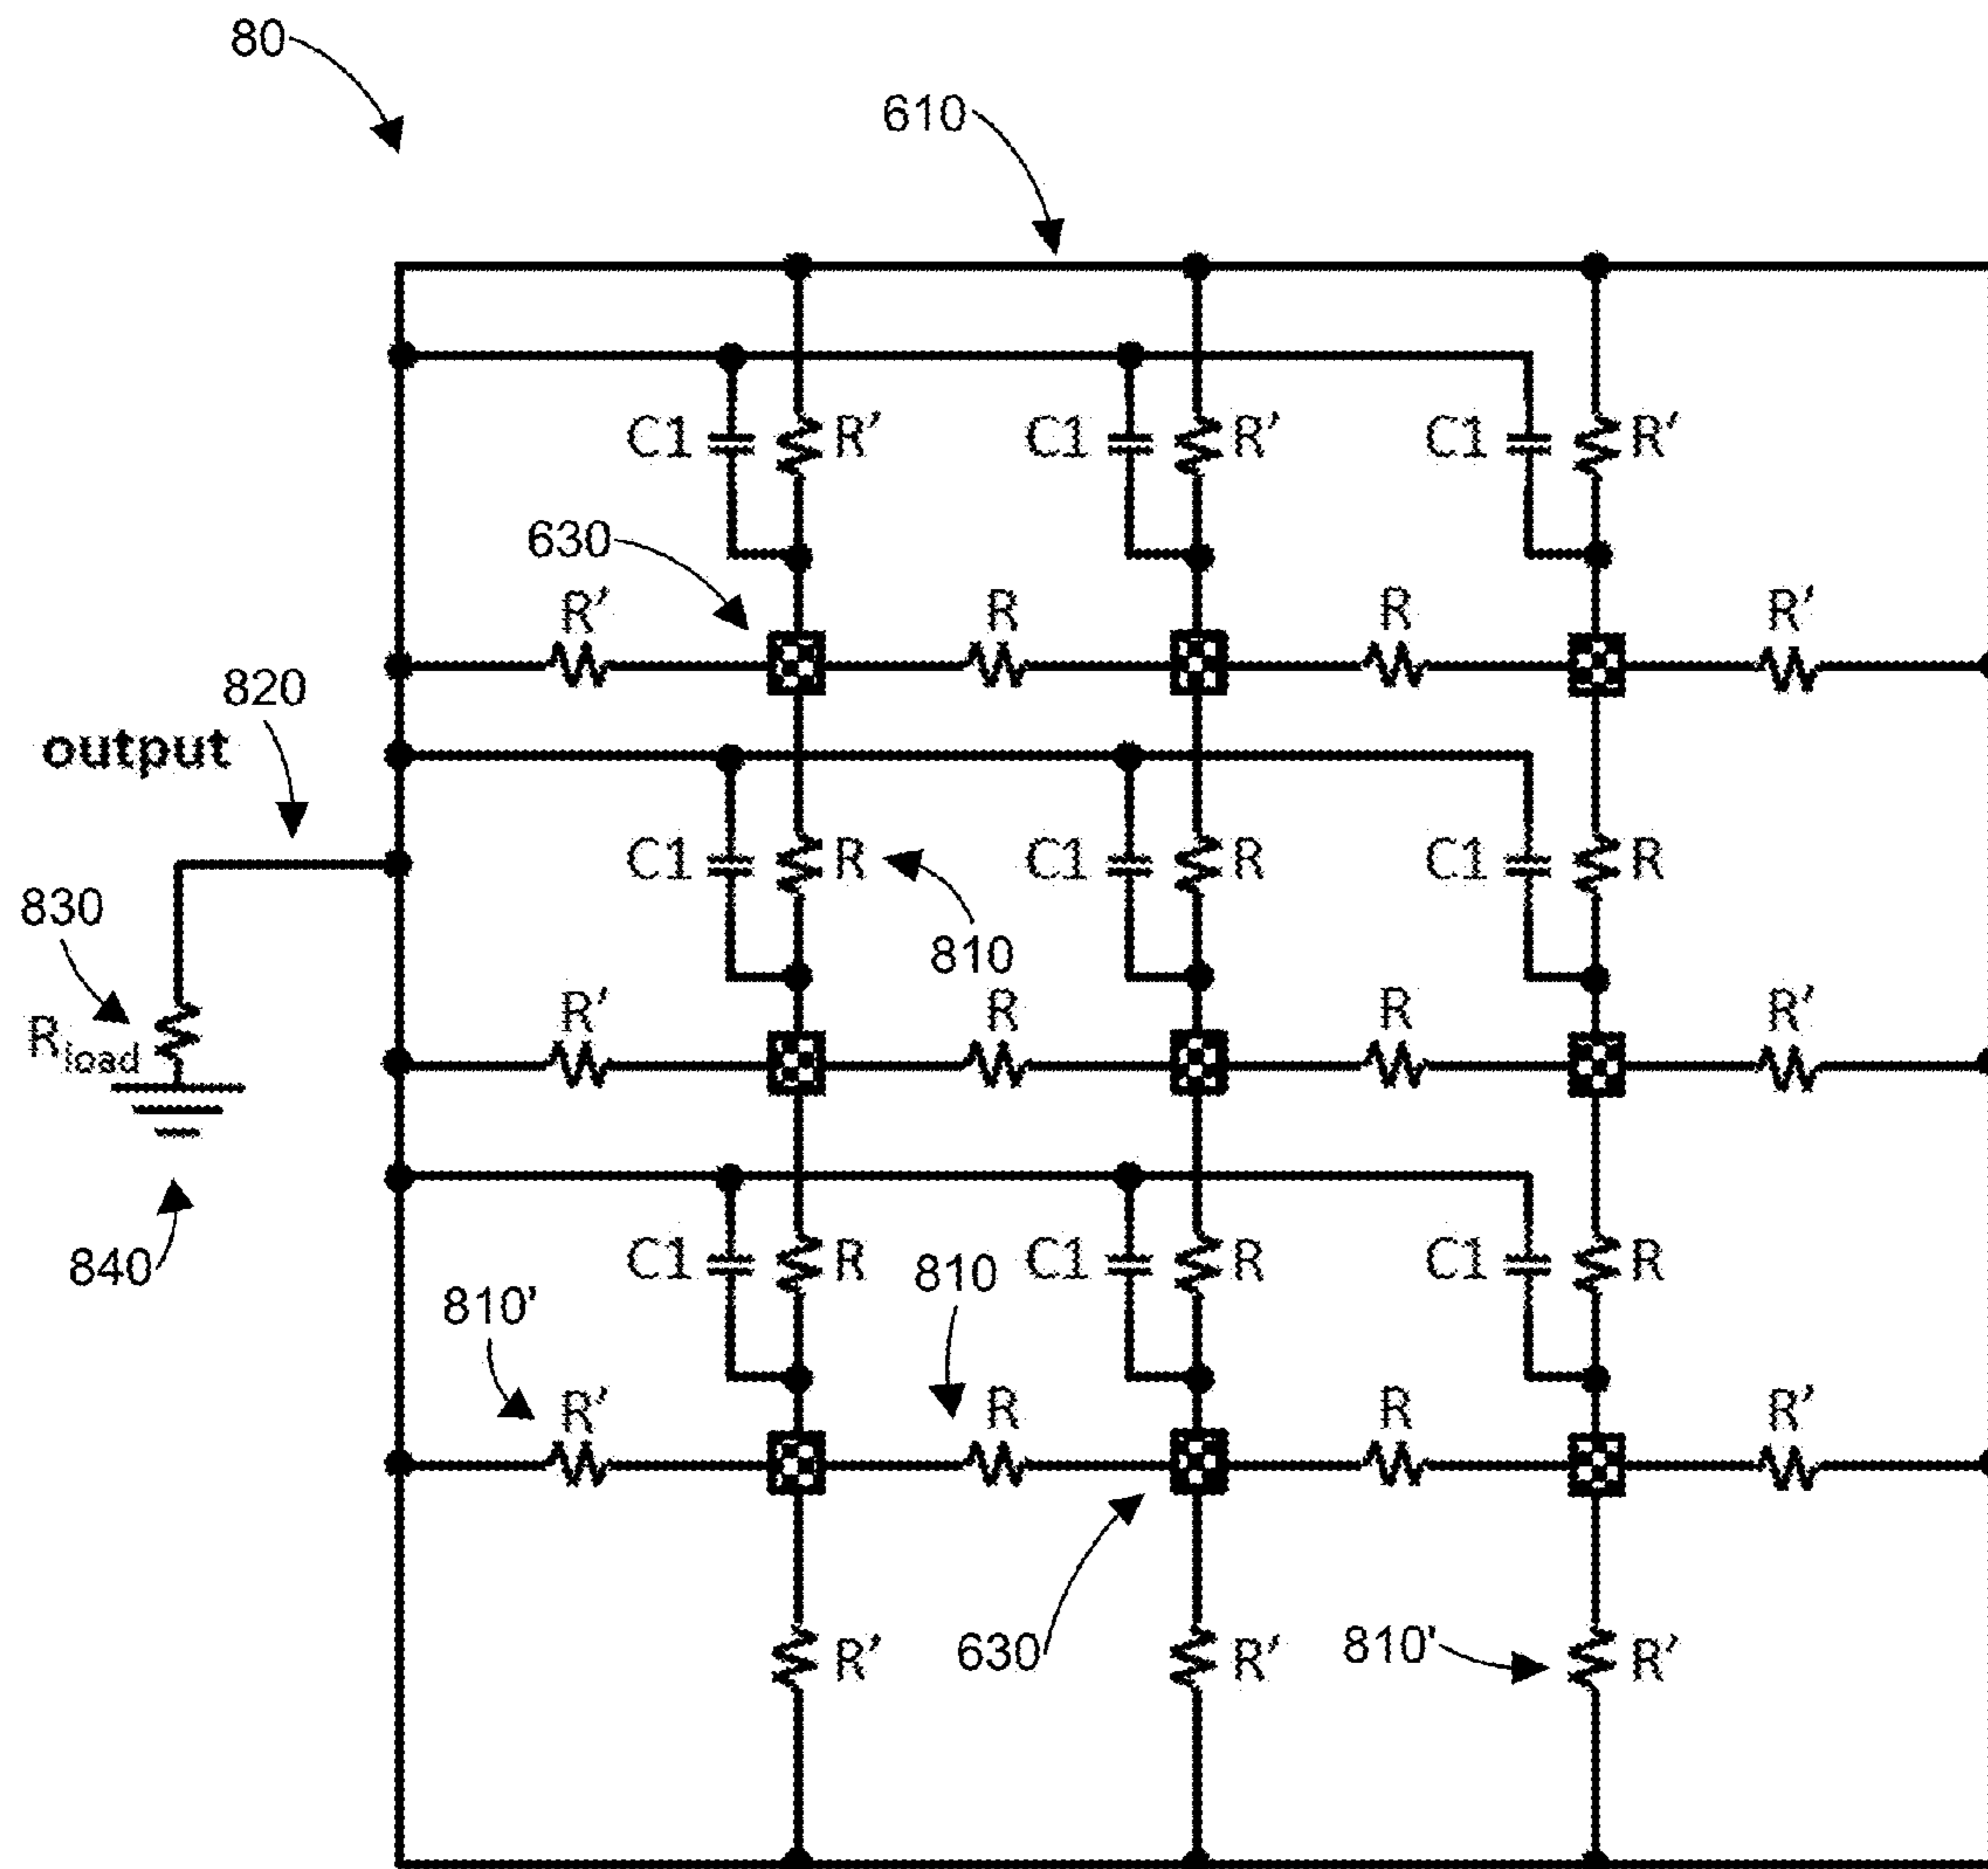 80
610
C1 R' C1 R' C1 R'
630
R' R R R'
820
output
C1 R C1 R C1 R
830
810
R' R R R'
Rload
C1 R C1 R C1 R
840
810' 810
R' R R R'
R' 630 R' 810' R'